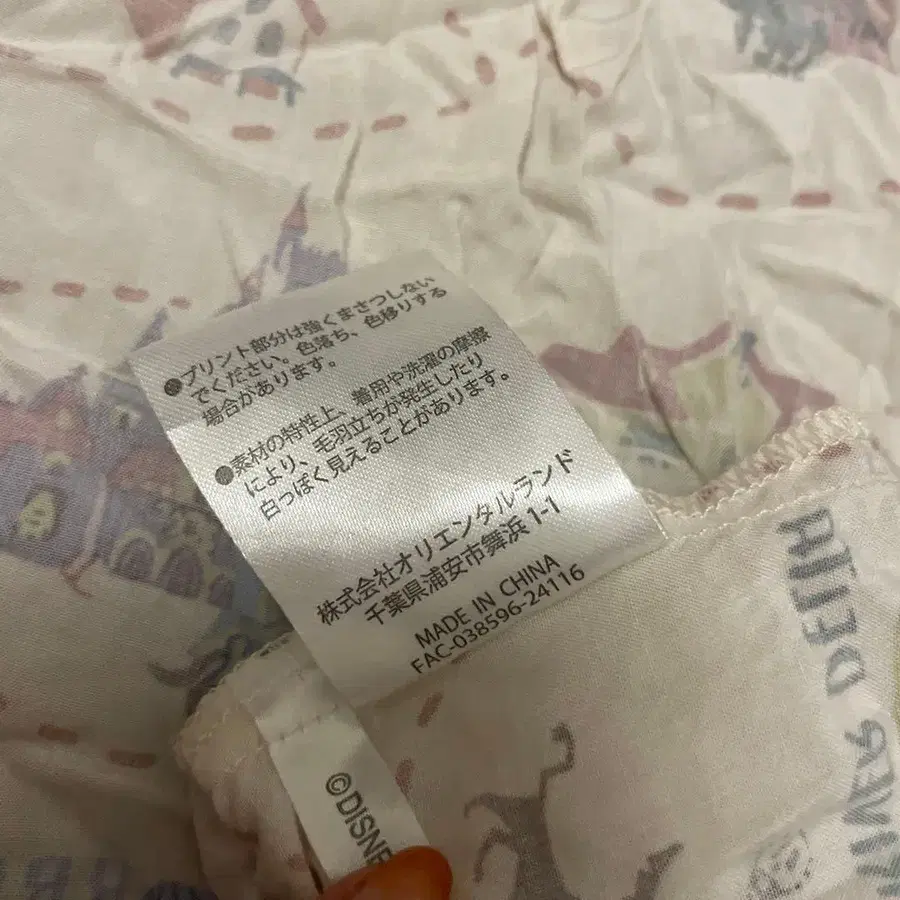 ●プリント部分は強くまさつしない
でください。色落ち、色移りする
場合があります。
●素材の特性上、着用や洗濯の摩擦
により、毛羽立ちが発生したり
白っぽく見えることがあります。
株式会社オリエンタルランド
千葉県浦安市舞浜1-1
MADE IN CHINA
FAC-038596-24116
©DISNE